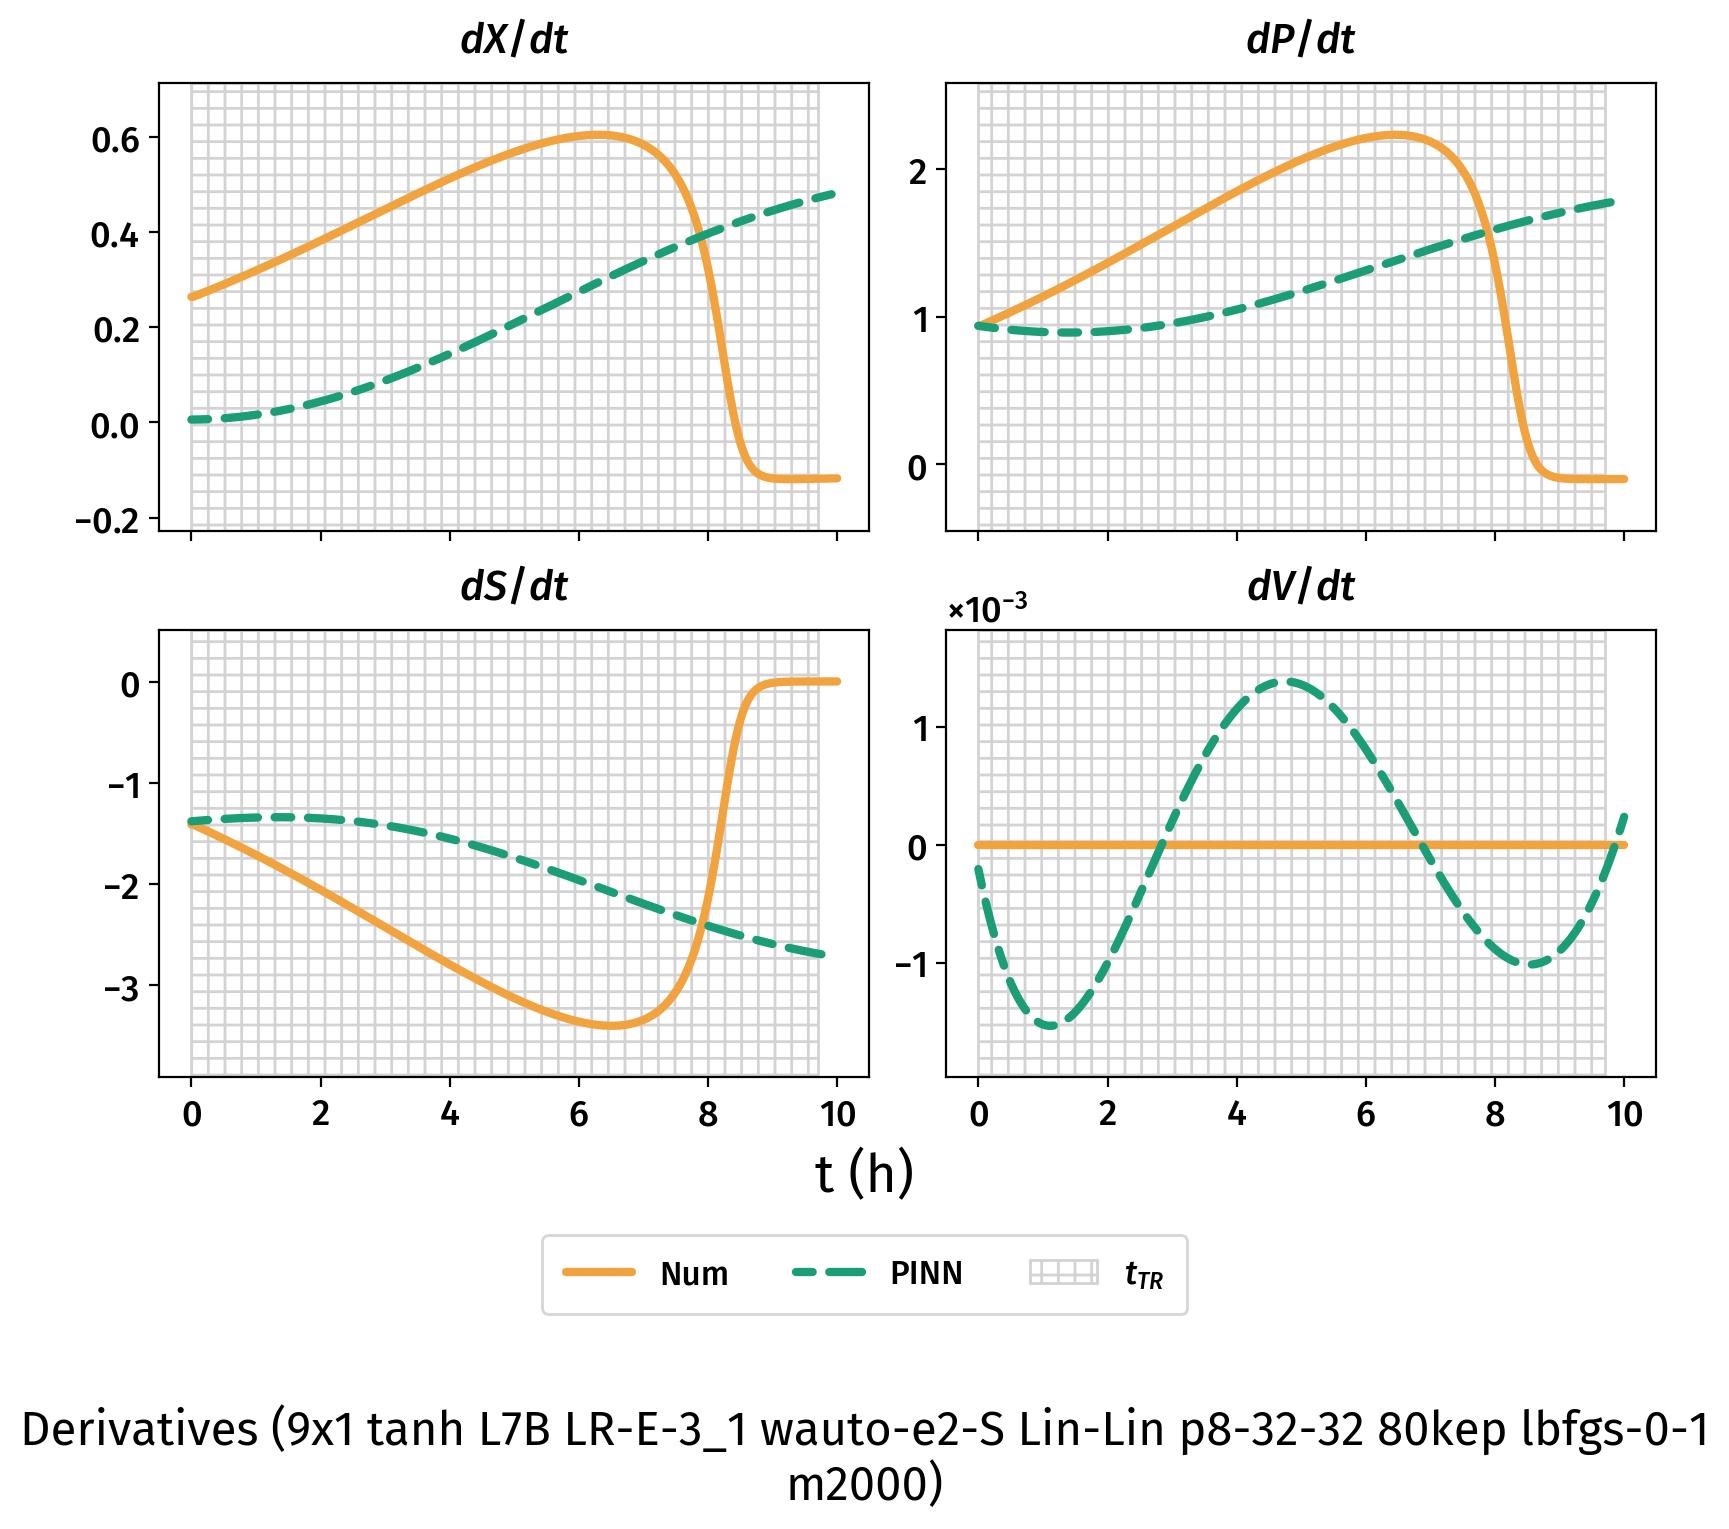 dX/dt
dP/dt
0.6
0.4
0.2
0.0
−0.2
2
1
0
dS/dt
dV/dt
×10⁻³
0
−1
−2
−3
1
0
−1
0 2 4 6 8 10
0 2 4 6 8 10
t (h)
Num PINN t_TR
Derivatives (9x1 tanh L7B LR-E-3_1 wauto-e2-S Lin-Lin p8-32-32 80kep lbfgs-0-1
m2000)